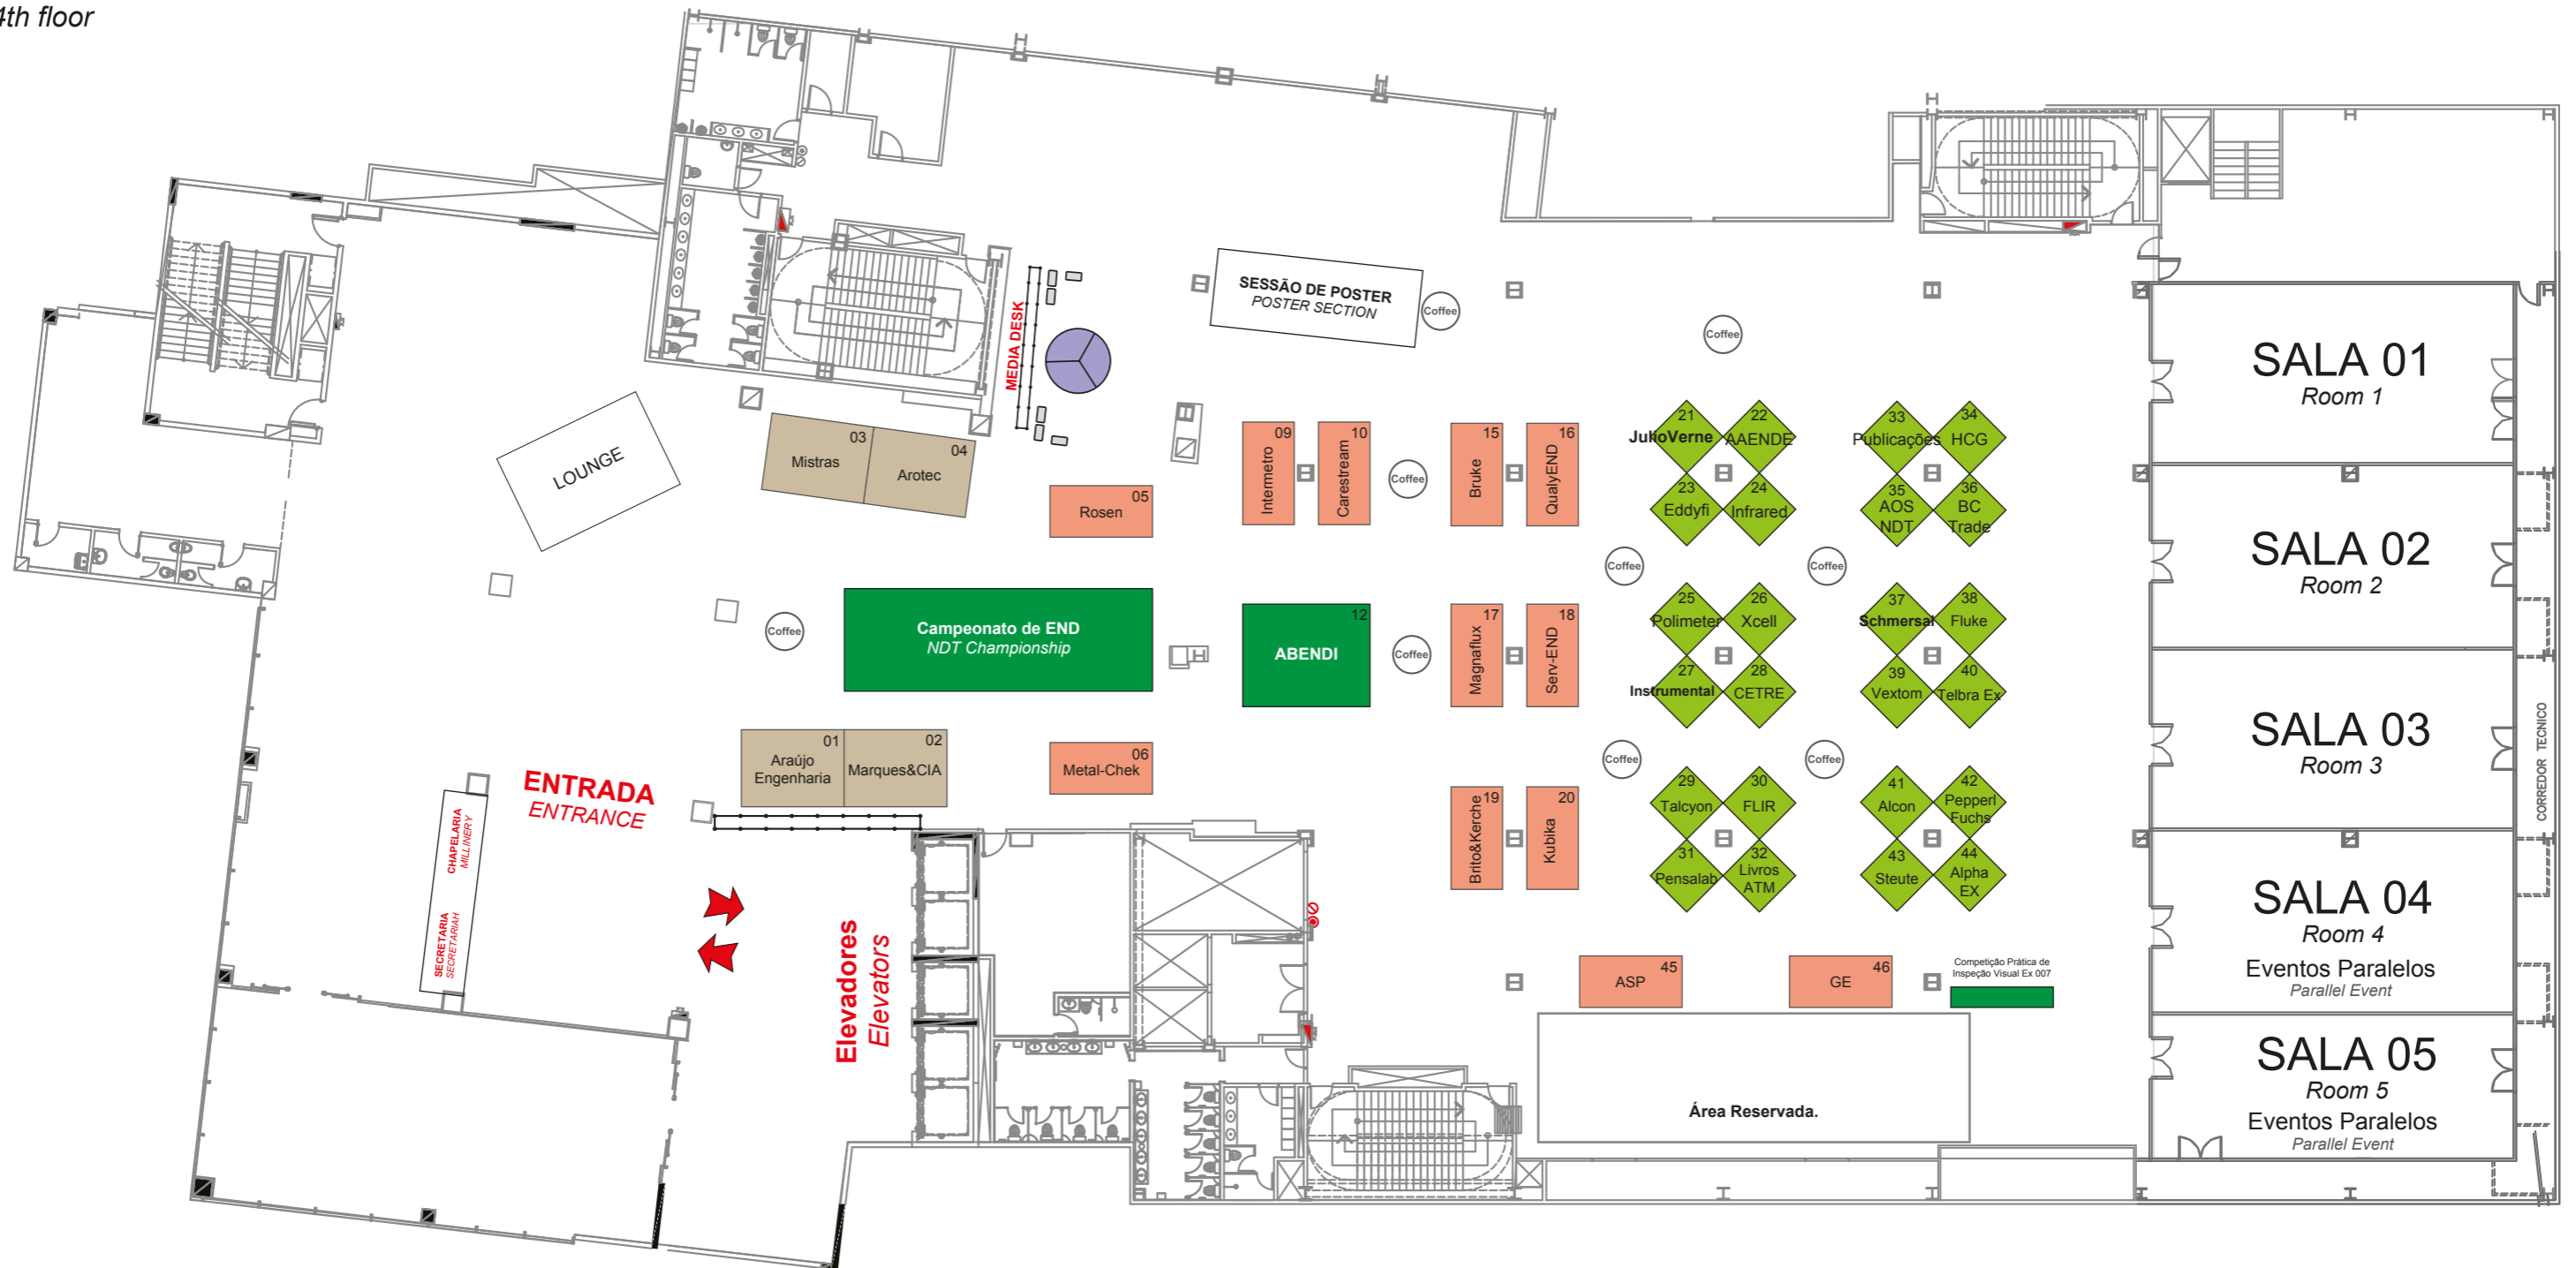 4th floor
SESSÃO DE POSTER
POSTER SECTION
Coffee
Coffee
MEDIA DESK
LOUNGE
03
Mistras
04
Arotec
05
Rosen
09
Intermetro
10
Carestream
Coffee
15
Bruke
16
QualyEND
21
JulioVerne
22
AAENDE
23
Eddyfi
24
Infrared
33
Publicações
34
HCG
35
AOS
NDT
36
BC
Trade
Coffee
Coffee
Coffee
Campeonato de END
NDT Championship
12
ABENDI
Coffee
17
Magnaflux
18
Serv-END
25
Polimeter
26
Xcell
27
Instrumental
28
CETRE
37
Schmersal
38
Fluke
39
Vextom
40
Telbra Ex
01
Araújo
Engenharia
02
Marques&CIA
06
Metal-Chek
Coffee
Coffee
19
Brito&Kerche
20
Kubika
29
Talcyon
30
FLIR
31
Pensalab
32
Livros
ATM
41
Alcon
42
Pepperl
Fuchs
43
Steute
44
Alpha
EX
ENTRADA
ENTRANCE
CHAPELARIA
MILLINERY
SECRETARIA
SECRETARIAH
Elevadores
Elevators
45
ASP
46
GE
Competição Prática de
Inspeção Visual Ex 007
Área Reservada.
SALA 01
Room 1
SALA 02
Room 2
SALA 03
Room 3
SALA 04
Room 4
Eventos Paralelos
Parallel Event
SALA 05
Room 5
Eventos Paralelos
Parallel Event
CORREDOR TECNICO